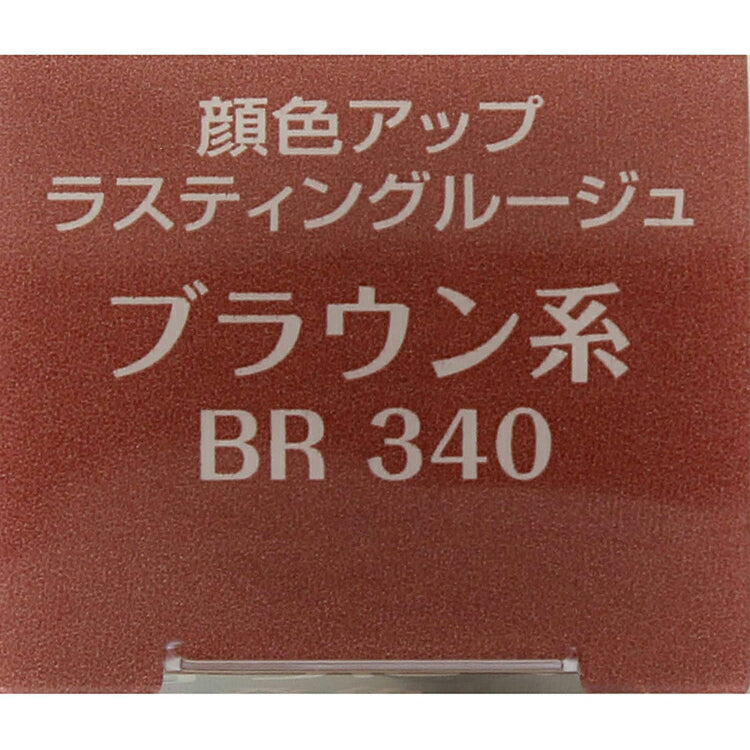 顔色アップ
ラスティングルージュ
ブラウン系
BR 340